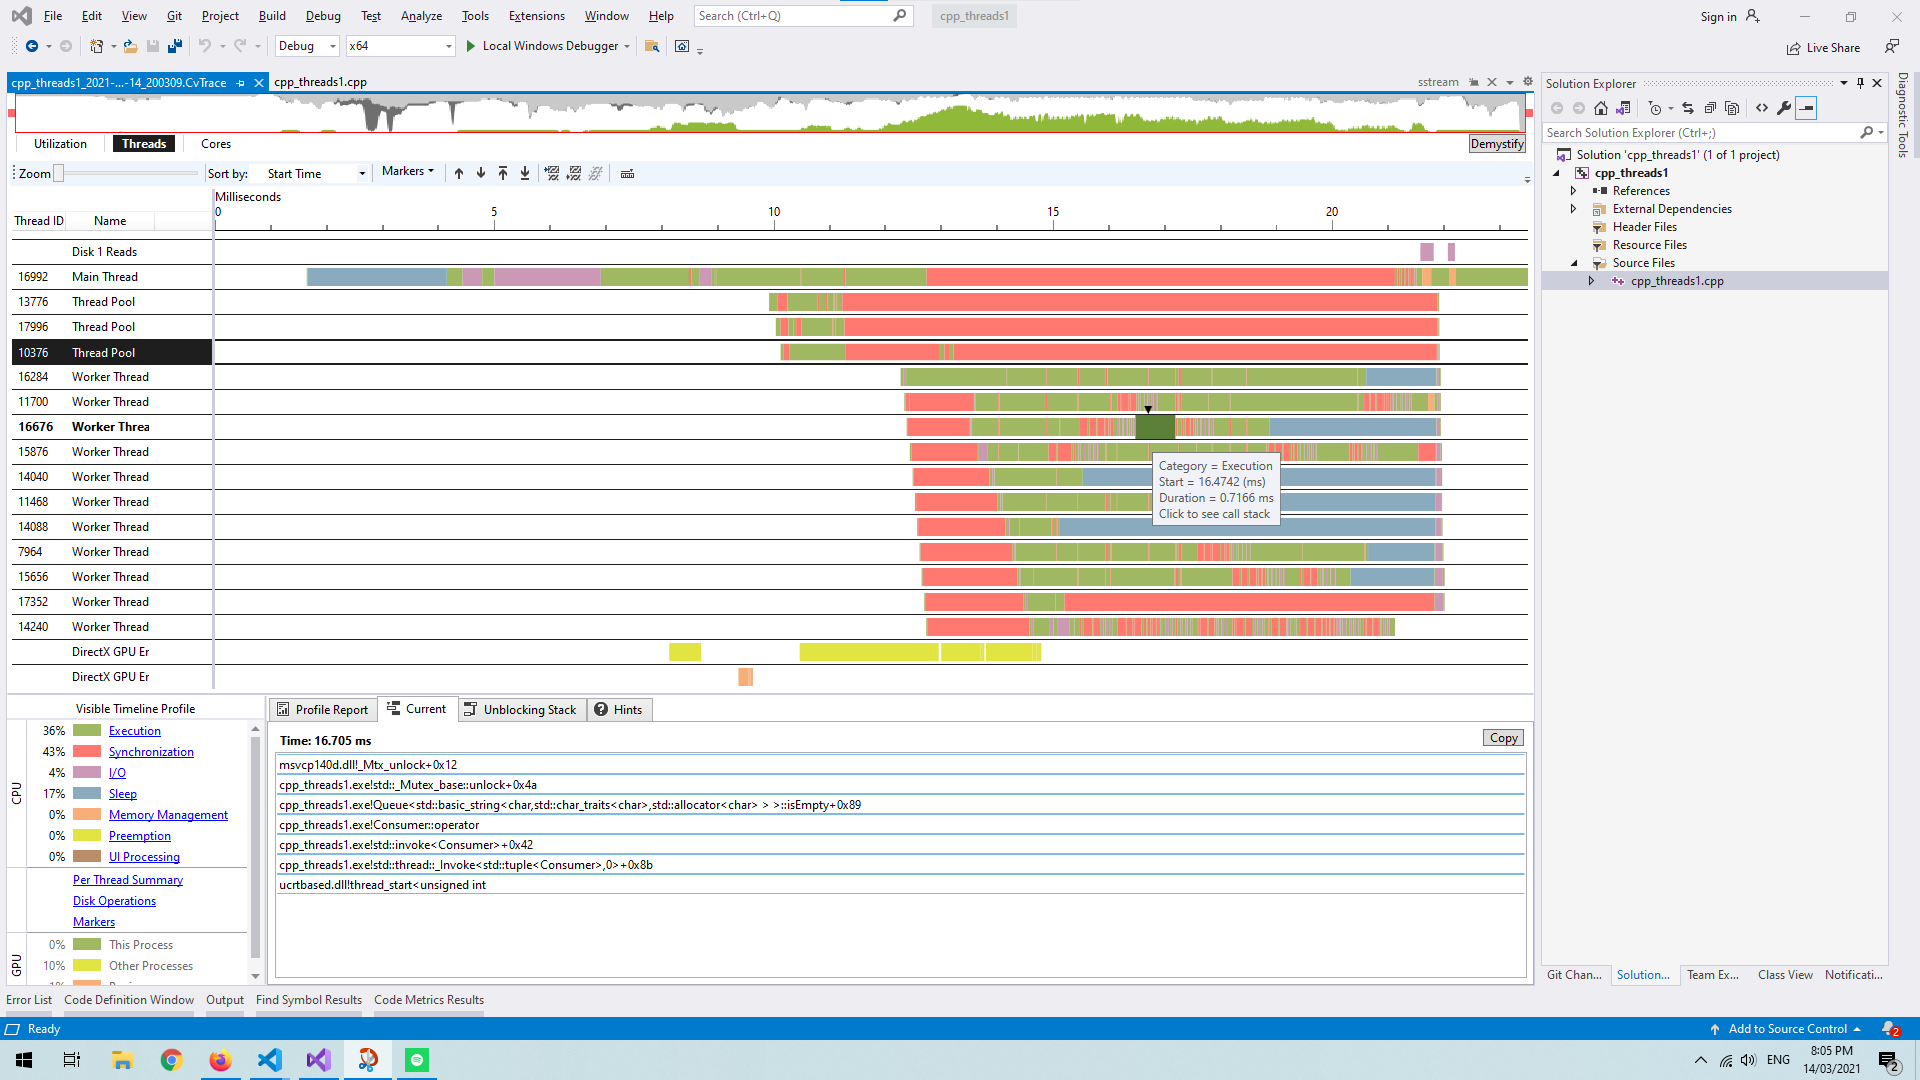 File Edit View Git Project Build Debug Test Analyze Tools Extensions Window Help Search (Ctrl+Q) cpp_threads1 Sign in
Debug x64 Local Windows Debugger Live Share
cpp_threads1_2021-...-14_200309.CvTrace cpp_threads1.cpp sstream
Utilization Threads Cores Demystify
Zoom Sort by: Start Time Markers
Milliseconds
0 5 10 15 20
Thread ID Name
Disk 1 Reads
16992 Main Thread
13776 Thread Pool
17996 Thread Pool
10376 Thread Pool
16284 Worker Thread
11700 Worker Thread
16676 Worker Threa
15876 Worker Thread
14040 Worker Thread
11468 Worker Thread
14088 Worker Thread
7964 Worker Thread
15656 Worker Thread
17352 Worker Thread
14240 Worker Thread
DirectX GPU Er
DirectX GPU Er
Category = Execution
Start = 16.4742 (ms)
Duration = 0.7166 ms
Click to see call stack
Visible Timeline Profile
CPU
36% Execution
43% Synchronization
4% I/O
17% Sleep
0% Memory Management
0% Preemption
0% UI Processing
Per Thread Summary
Disk Operations
Markers
GPU
0% This Process
10% Other Processes
Profile Report Current Unblocking Stack Hints
Time: 16.705 ms Copy
msvcp140d.dll!_Mtx_unlock+0x12
cpp_threads1.exe!std::_Mutex_base::unlock+0x4a
cpp_threads1.exe!Queue<std::basic_string<char,std::char_traits<char>,std::allocator<char> > >::isEmpty+0x89
cpp_threads1.exe!Consumer::operator
cpp_threads1.exe!std::invoke<Consumer>+0x42
cpp_threads1.exe!std::thread::_Invoke<std::tuple<Consumer>,0>+0x8b
ucrtbased.dll!thread_start<unsigned int
Solution Explorer
Search Solution Explorer (Ctrl+;)
Solution 'cpp_threads1' (1 of 1 project)
cpp_threads1
References
External Dependencies
Header Files
Resource Files
Source Files
cpp_threads1.cpp
Diagnostic Tools
Git Chan... Solution... Team Ex... Class View Notificati...
Error List Code Definition Window Output Find Symbol Results Code Metrics Results
Ready Add to Source Control 2
ENG 8:05 PM
14/03/2021 2